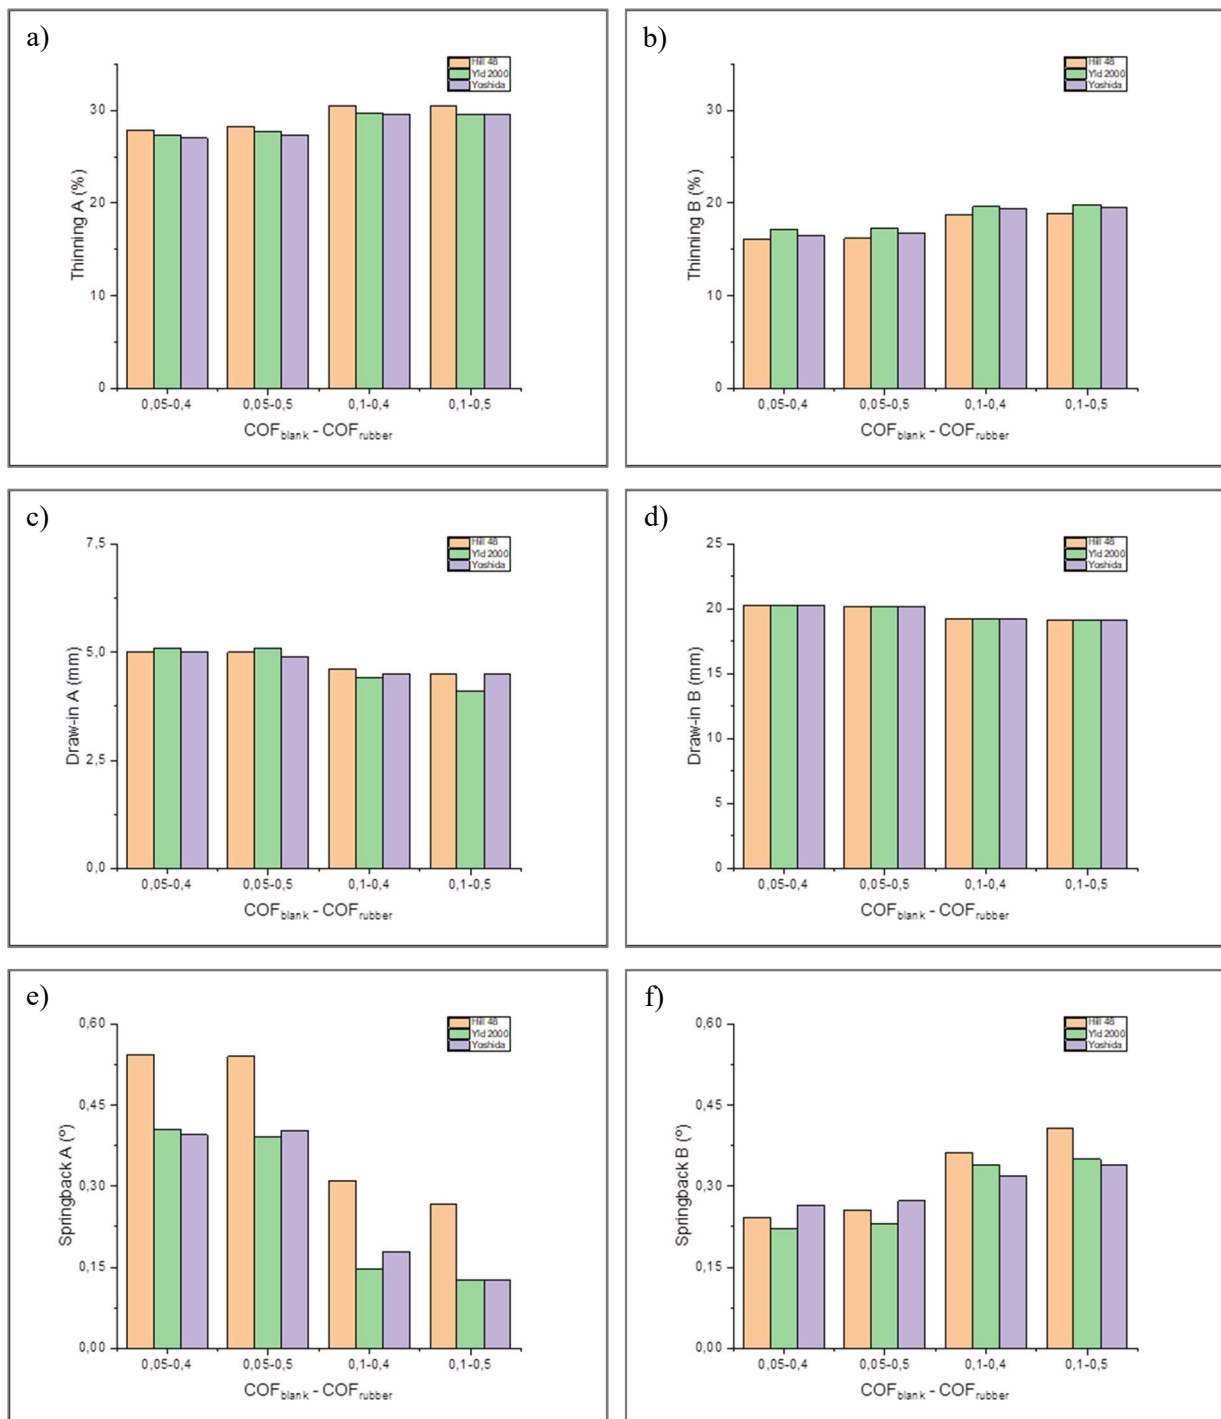 a)
Hill 48
Yld 2000
Yoshida
Thinning A (%)
30
20
10
0
0,05-0,4 0,05-0,5 0,1-0,4 0,1-0,5
COFblank - COFrubber
b)
Hill 48
Yld 2000
Yoshida
Thinning B (%)
30
20
10
0
0,05-0,4 0,05-0,5 0,1-0,4 0,1-0,5
COFblank - COFrubber
c)
Hill 48
Yld 2000
Yoshida
Draw-in A (mm)
7,5
5,0
2,5
0,0
0,05-0,4 0,05-0,5 0,1-0,4 0,1-0,5
COFblank - COFrubber
d)
Hill 48
Yld 2000
Yoshida
Draw-in B (mm)
25
20
15
10
5
0
0,05-0,4 0,05-0,5 0,1-0,4 0,1-0,5
COFblank - COFrubber
e)
Hill 48
Yld 2000
Yoshida
Springback A (º)
0,60
0,45
0,30
0,15
0,00
0,05-0,4 0,05-0,5 0,1-0,4 0,1-0,5
COFblank - COFrubber
f)
Hill 48
Yld 2000
Yoshida
Springback B (º)
0,60
0,45
0,30
0,15
0,00
0,05-0,4 0,05-0,5 0,1-0,4 0,1-0,5
COFblank - COFrubber